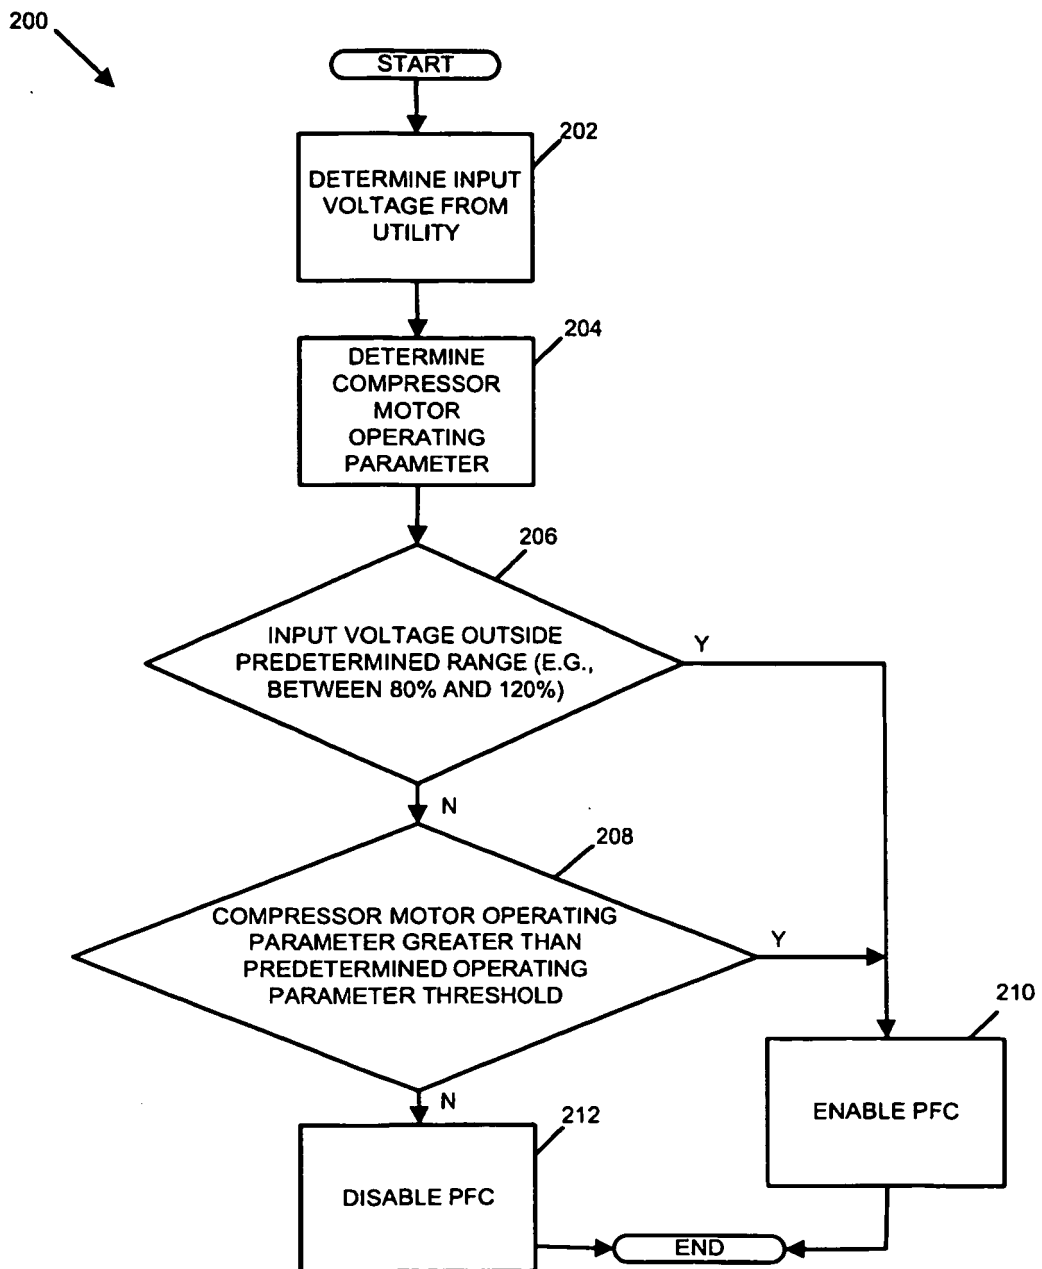 200
START
202
DETERMINE INPUT
VOLTAGE FROM
UTILITY
204
DETERMINE
COMPRESSOR
MOTOR
OPERATING
PARAMETER
206
INPUT VOLTAGE OUTSIDE
PREDETERMINED RANGE (E.G.,
BETWEEN 80% AND 120%)
Y
N
208
COMPRESSOR MOTOR OPERATING
PARAMETER GREATER THAN
PREDETERMINED OPERATING
PARAMETER THRESHOLD
Y
210
ENABLE PFC
N
212
DISABLE PFC
END